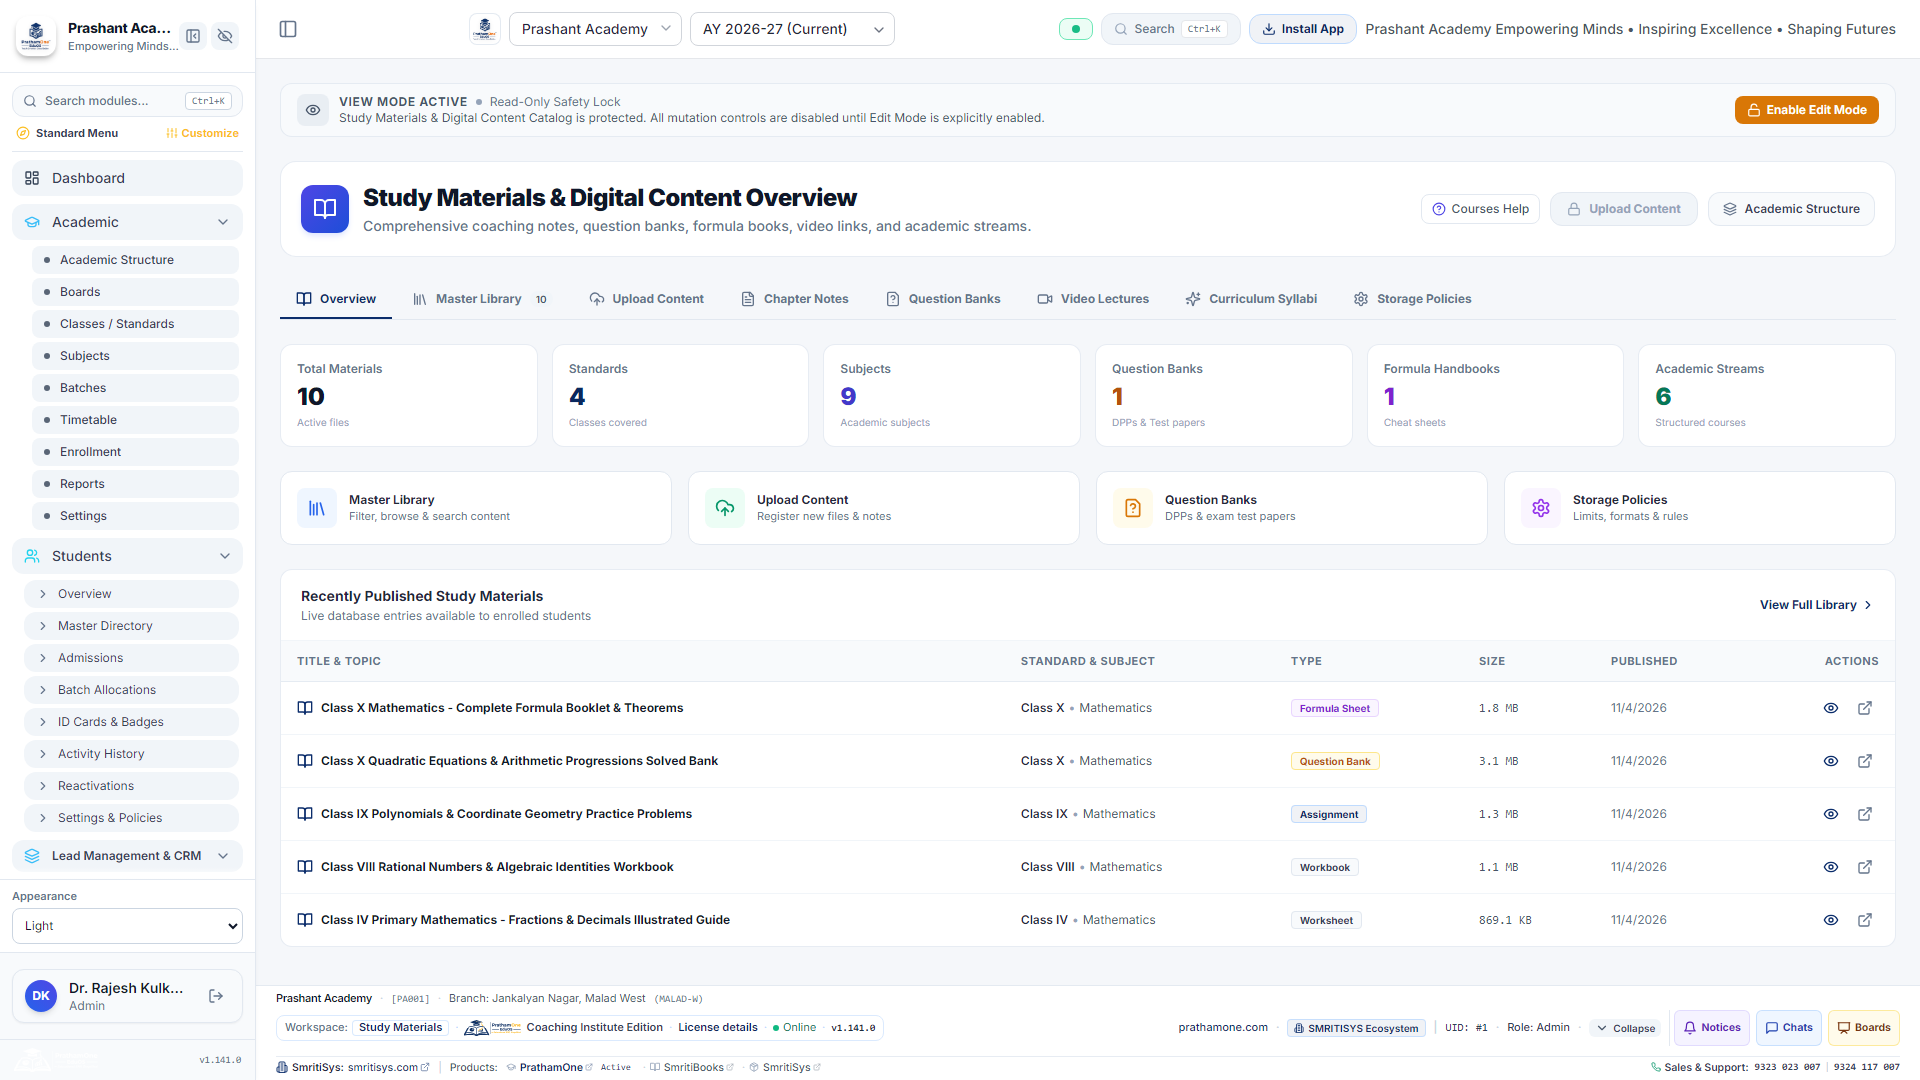 Prashant Aca...
Empowering Minds...
Search modules...
Ctrl+K
Standard Menu
Customize
Dashboard
Academic
Academic Structure
Boards
Classes / Standards
Subjects
Batches
Timetable
Enrollment
Reports
Settings
Students
Overview
Master Directory
Admissions
Batch Allocations
ID Cards & Badges
Activity History
Reactivations
Settings & Policies
Lead Management & CRM
Appearance
Light
DK
Dr. Rajesh Kulk...
Admin
v1.141.0
Prashant Academy
AY 2026-27 (Current)
Search Ctrl+K
Install App
Prashant Academy Empowering Minds • Inspiring Excellence • Shaping Futures
VIEW MODE ACTIVE ● Read-Only Safety Lock
Study Materials & Digital Content Catalog is protected. All mutation controls are disabled until Edit Mode is explicitly enabled.
Enable Edit Mode
Study Materials & Digital Content Overview
Comprehensive coaching notes, question banks, formula books, video links, and academic streams.
Courses Help
Upload Content
Academic Structure
Overview
Master Library 10
Upload Content
Chapter Notes
Question Banks
Video Lectures
Curriculum Syllabi
Storage Policies
Total Materials
10
Active files
Standards
4
Classes covered
Subjects
9
Academic subjects
Question Banks
1
DPPs & Test papers
Formula Handbooks
1
Cheat sheets
Academic Streams
6
Structured courses
Master Library
Filter, browse & search content
Upload Content
Register new files & notes
Question Banks
DPPs & exam test papers
Storage Policies
Limits, formats & rules
Recently Published Study Materials
Live database entries available to enrolled students
View Full Library
TITLE & TOPIC STANDARD & SUBJECT TYPE SIZE PUBLISHED ACTIONS
Class X Mathematics - Complete Formula Booklet & Theorems Class X • Mathematics Formula Sheet 1.8 MB 11/4/2026
Class X Quadratic Equations & Arithmetic Progressions Solved Bank Class X • Mathematics Question Bank 3.1 MB 11/4/2026
Class IX Polynomials & Coordinate Geometry Practice Problems Class IX • Mathematics Assignment 1.3 MB 11/4/2026
Class VIII Rational Numbers & Algebraic Identities Workbook Class VIII • Mathematics Workbook 1.1 MB 11/4/2026
Class IV Primary Mathematics - Fractions & Decimals Illustrated Guide Class IV • Mathematics Worksheet 869.1 KB 11/4/2026
Prashant Academy · [PA001] · Branch: Jankalyan Nagar, Malad West (MALAD-W)
Workspace: Study Materials · Coaching Institute Edition · License details · Online · v1.141.0
prathamone.com · SMRITISYS Ecosystem | UID: #1 · Role: Admin · Collapse
Notices
Chats
Boards
SmritiSys: smritisys.com | Products: PrathamOne Active · SmritiBooks · SmritiSys
Sales & Support: 9323 023 007 | 9324 117 007